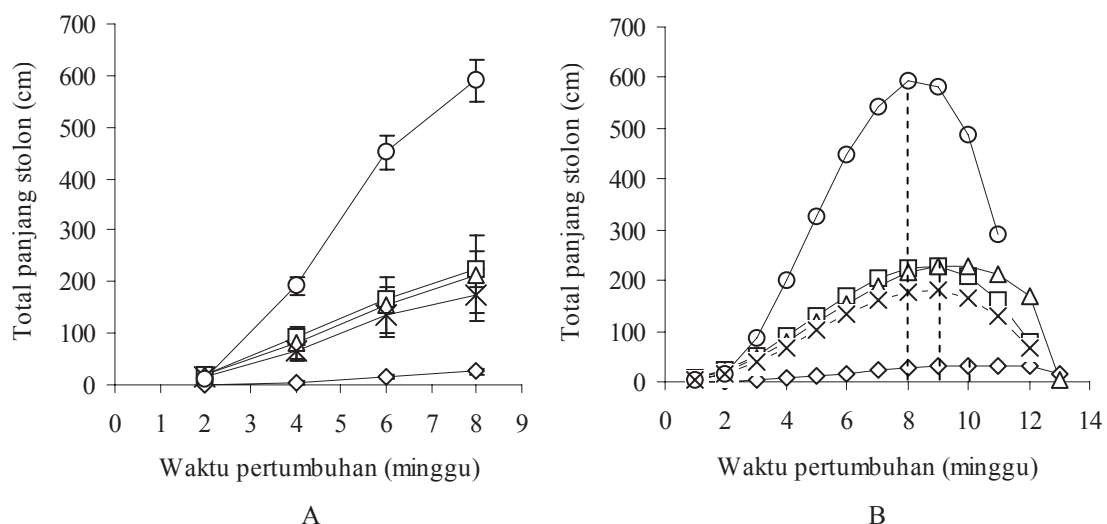 Total panjang stolon (cm)
700
600
500
400
300
200
100
0
0 1 2 3 4 5 6 7 8 9
Waktu pertumbuhan (minggu)
A
Total panjang stolon (cm)
700
600
500
400
300
200
100
0
0 2 4 6 8 10 12 14
Waktu pertumbuhan (minggu)
B